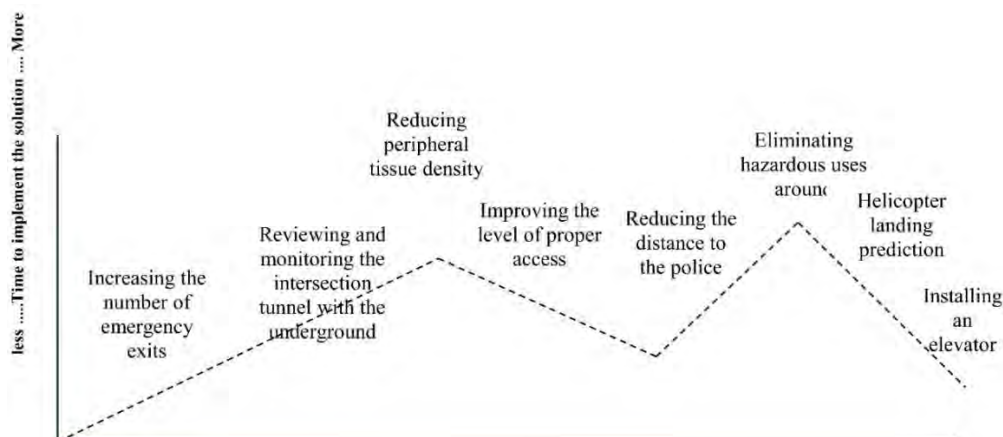 less .....Time to implement the solution .... More
Increasing the
number of
emergency
exits
Reviewing and
monitoring the
intersection
tunnel with the
underground
Reducing
peripheral
tissue density
Improving the
level of proper
access
Reducing the
distance to
the police
Eliminating
hazardous uses
around
Helicopter
landing
prediction
Installing
an
elevator